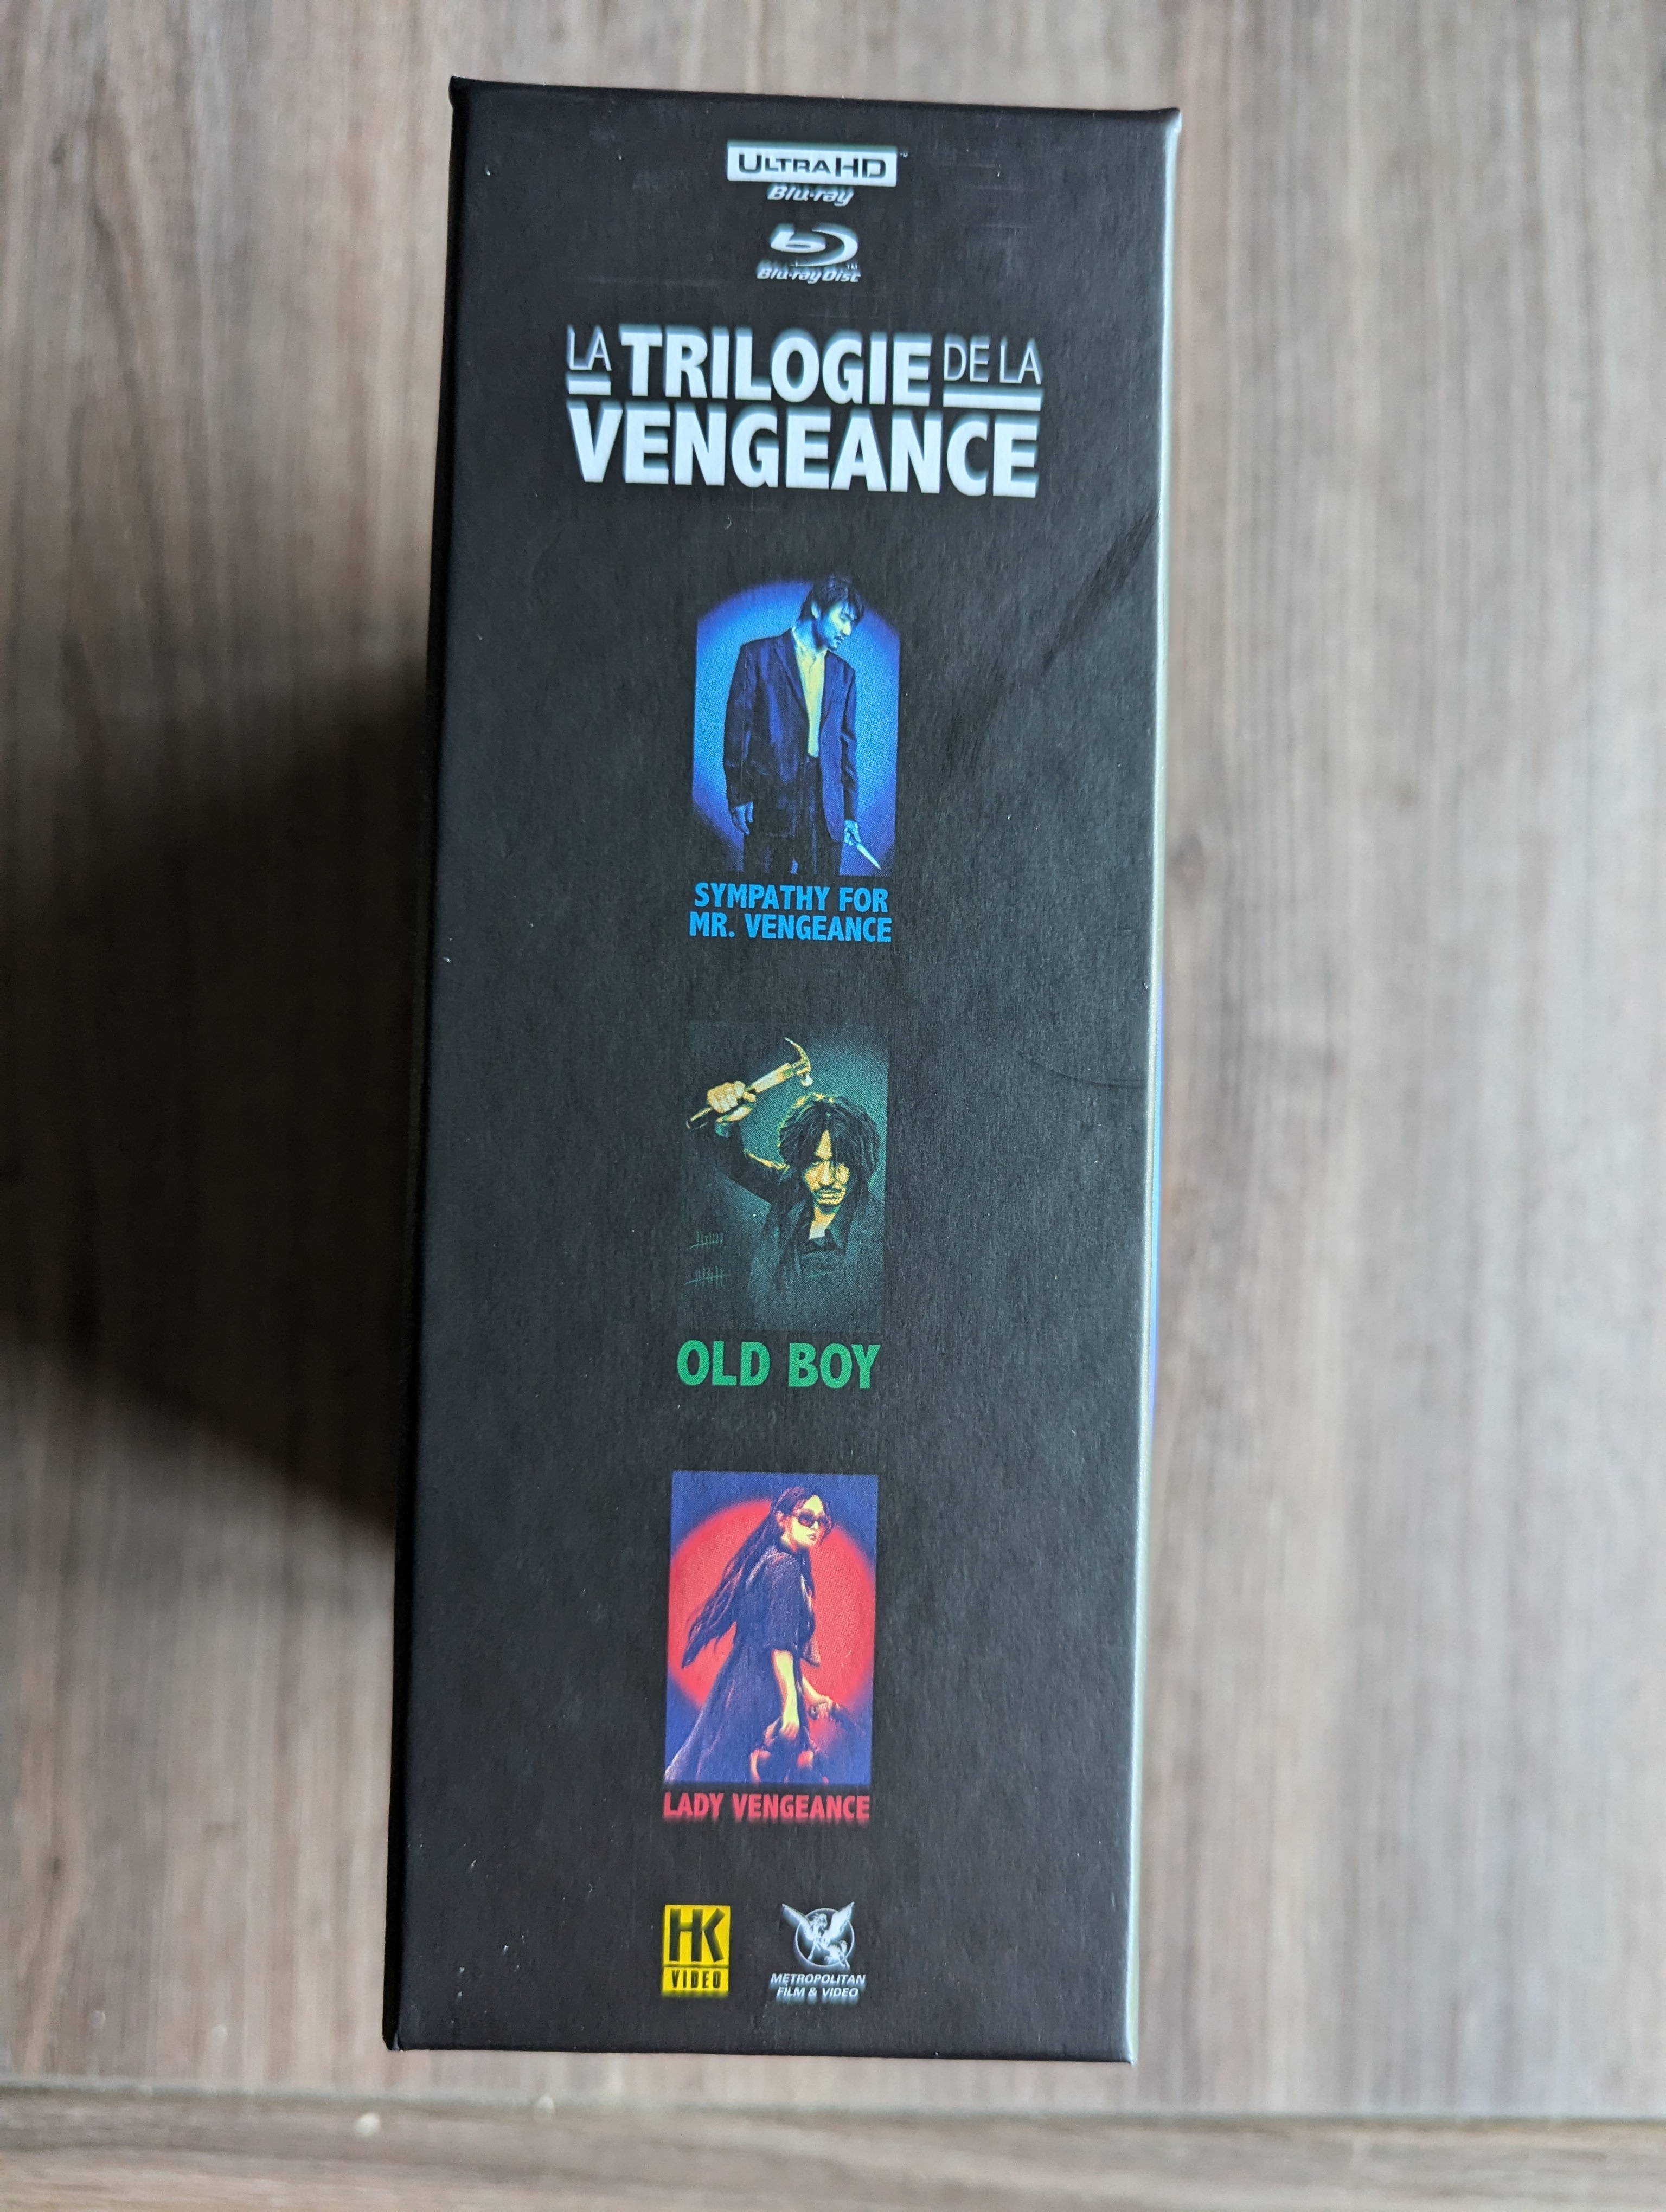 ULTRA HD
Blu-ray
Blu-ray Disc™
LA TRILOGIE DE LA
VENGEANCE
SYMPATHY FOR
MR. VENGEANCE
OLD BOY
LADY VENGEANCE
HK
VIDEO
METROPOLITAN
FILM & VIDEO